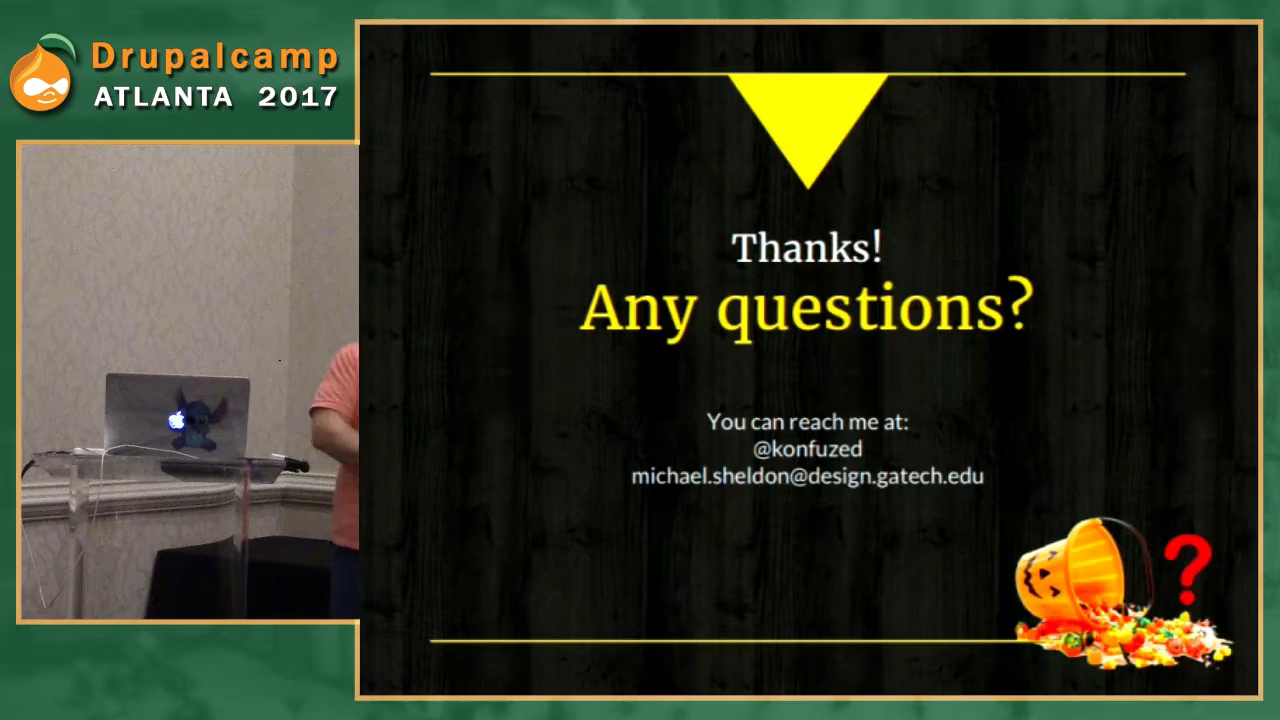 Drupalcamp
ATLANTA 2017
Thanks!
Any questions?
You can reach me at:
@konfuzed
michael.sheldon@design.gatech.edu
?